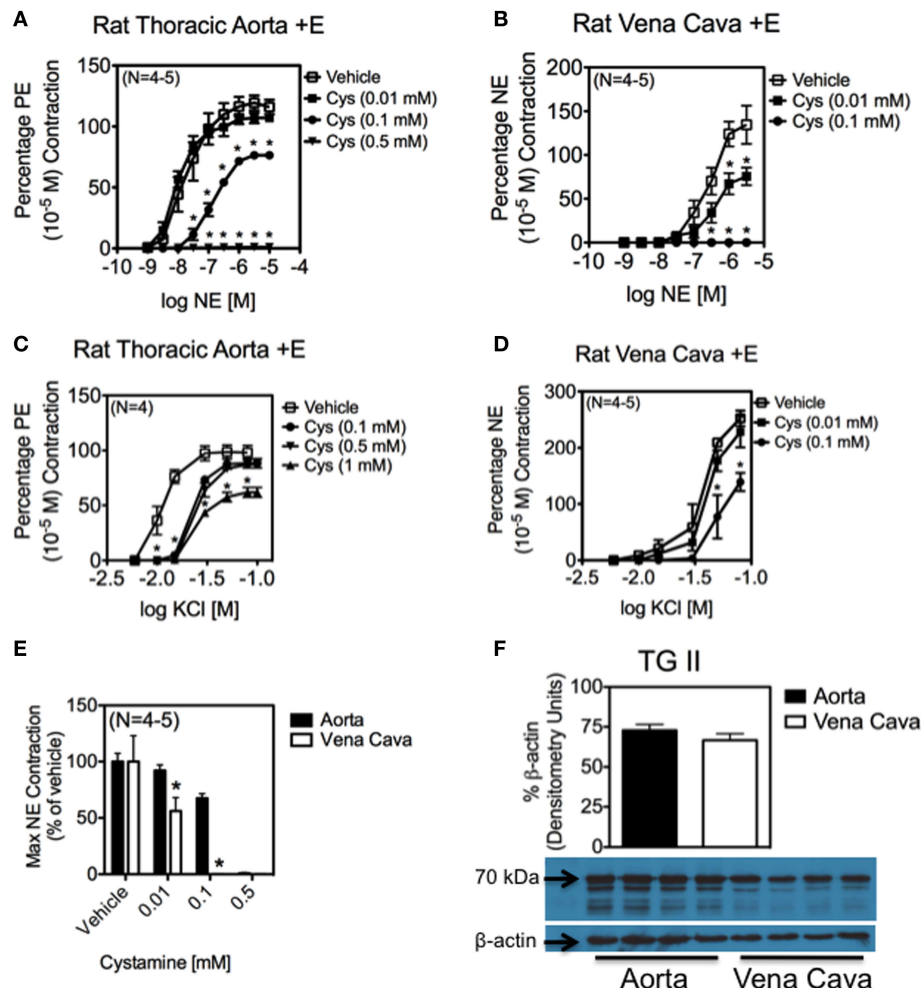 A
Rat Thoracic Aorta +E
Percentage PE
(10⁻⁵ M) Contraction
150
100
50
0
(N=4-5)
* * * * * *
* * * * *
-10 -9 -8 -7 -6 -5 -4
log NE [M]
Vehicle
Cys (0.01 mM)
Cys (0.1 mM)
Cys (0.5 mM)
B
Rat Vena Cava +E
Percentage NE
(10⁻⁵ M) Contraction
200
150
100
50
0
(N=4-5)
* *
* * * *
-10 -9 -8 -7 -6 -5
log NE [M]
Vehicle
Cys (0.01 mM)
Cys (0.1 mM)
C
Rat Thoracic Aorta +E
Percentage PE
(10⁻⁵ M) Contraction
150
100
50
0
(N=4)
* * * * *
-2.5 -2.0 -1.5 -1.0
log KCl [M]
Vehicle
Cys (0.1 mM)
Cys (0.5 mM)
Cys (1 mM)
D
Rat Vena Cava +E
Percentage NE
(10⁻⁵ M) Contraction
300
200
100
0
(N=4-5)
* *
-2.5 -2.0 -1.5 -1.0
log KCl [M]
Vehicle
Cys (0.01 mM)
Cys (0.1 mM)
E
Max NE Contraction
(% of vehicle)
150
100
50
0
(N=4-5)
*
*
Vehicle 0.01 0.1 0.5
Cystamine [mM]
Aorta
Vena Cava
F
TG II
% β-actin
(Densitometry Units)
100
75
50
25
0
Aorta
Vena Cava
70 kDa
β-actin
Aorta Vena Cava